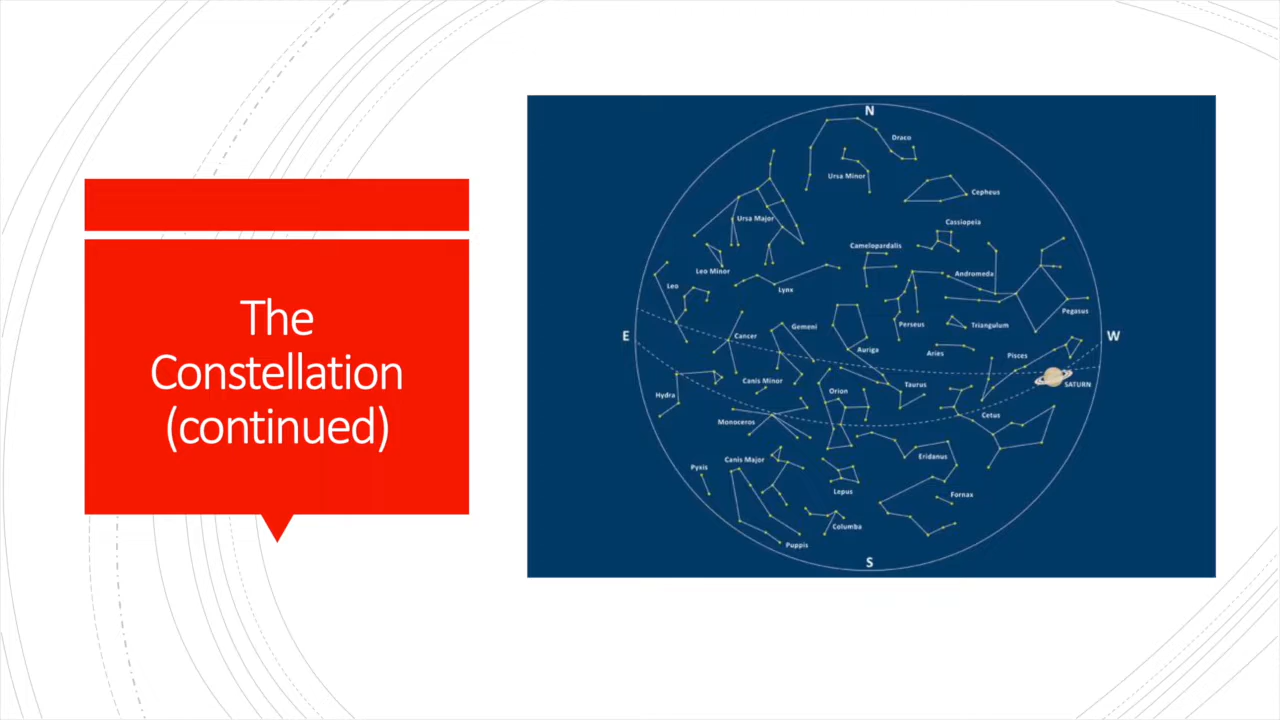 The
Constellation
(continued)
N
Draco
Ursa Minor
Cepheus
Ursa Major
Cassiopeia
Camelopardalis
Leo Minor
Andromeda
Leo
Lynx
Pegasus
Gemeni
Perseus
Triangulum
E
Cancer
W
Auriga
Aries
Pisces
Canis Minor
Taurus
SATURN
Hydra
Orion
Monoceros
Cetus
Canis Major
Eridanus
Pyxis
Lepus
Fornax
Columba
Puppis
S